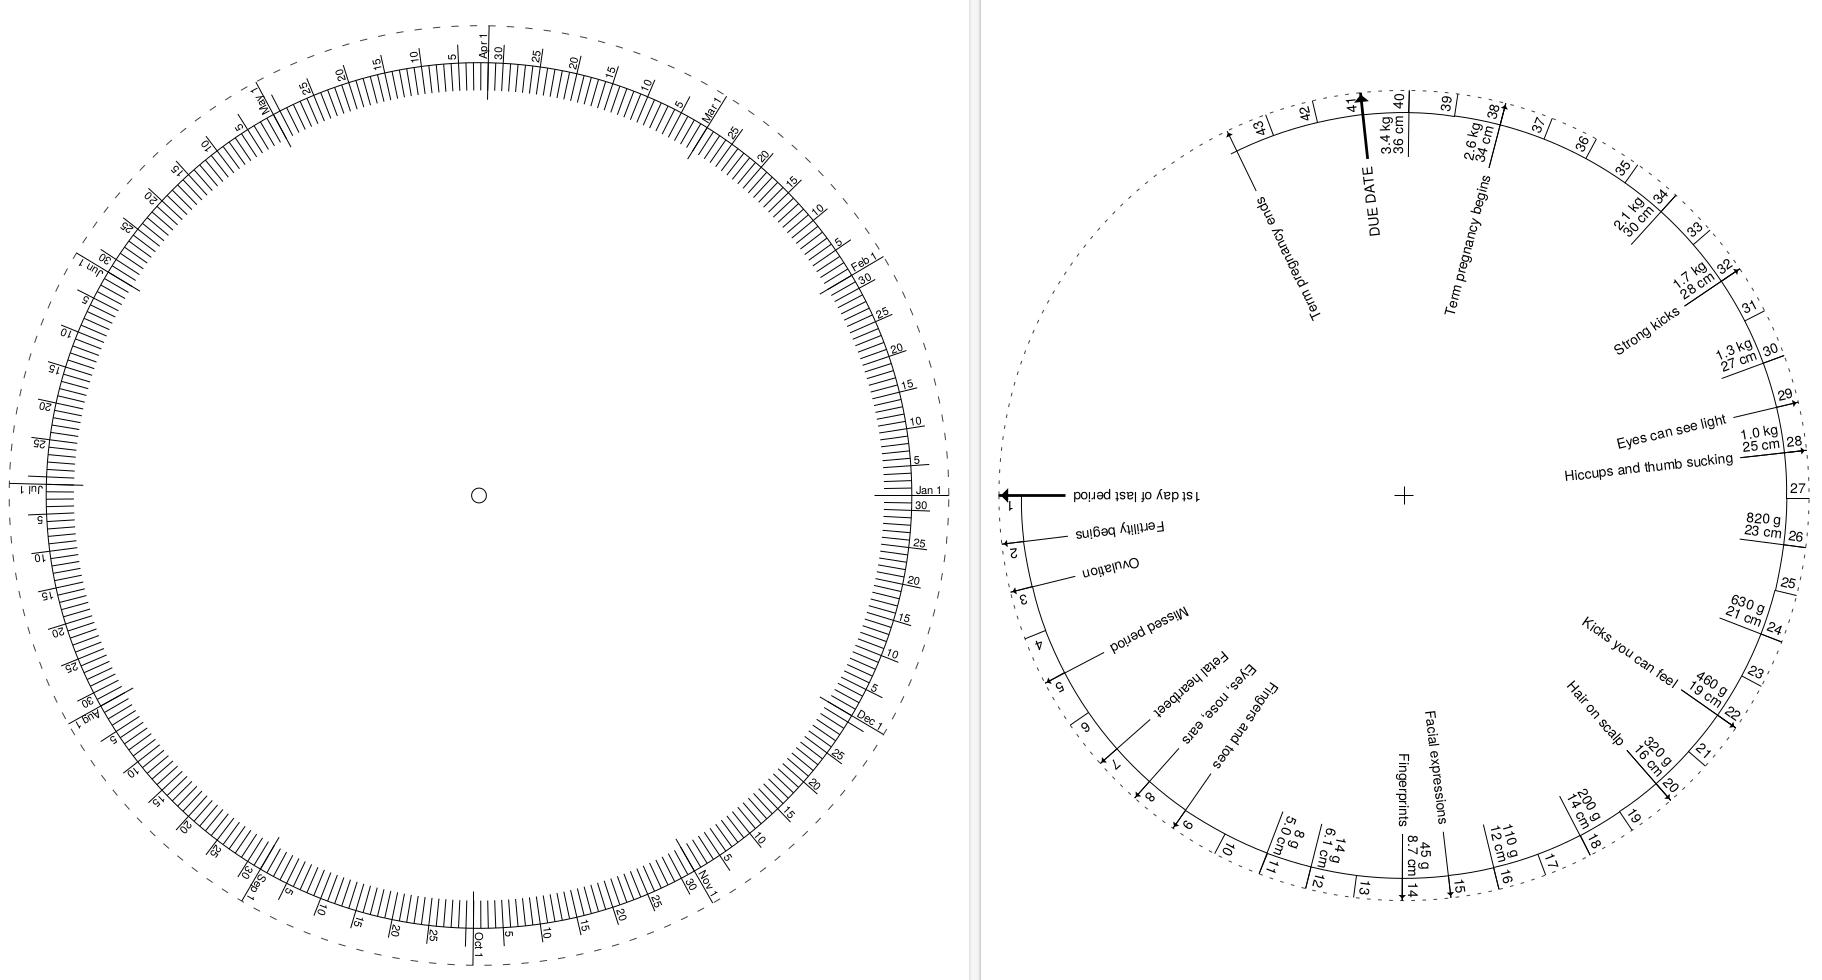 Apr 1
30
25
20
15
10
5
Mar 1
25
20
15
10
5
Feb 1
30
25
20
15
10
5
Jan 1
30
25
20
15
10
5
Dec 1
25
20
15
10
5
Nov 1
30
25
20
15
10
5
Oct 1
25
20
15
10
5
Sep 1
30
25
20
15
10
5
Aug 1
30
25
20
15
10
5
Jul 1
25
20
15
10
5
Jun 1
30
25
20
15
10
5
May 1
25
20
15
10
5
1
1st day of last period
2
Fertility begins
3
Ovulation
4
5
Missed period
6
7
Fetal heartbeet
8
Eyes, nose, ears
9
Fingers and toes
10
11
8 g
5.0 cm
12
14 g
6.1 cm
13
14
45 g
8.7 cm
Fingerprints
15
Facial expressions
16
110 g
12 cm
17
18
200 g
14 cm
19
20
320 g
16 cm
Hair on scalp
21
22
460 g
19 cm
Kicks you can feel
23
24
630 g
21 cm
25
26
820 g
23 cm
27
28
1.0 kg
25 cm
Hiccups and thumb sucking
29
Eyes can see light
30
1.3 kg
27 cm
31
32
1.7 kg
28 cm
Strong kicks
33
34
2.1 kg
30 cm
35
36
37
38
2.6 kg
34 cm
Term pregnancy begins
39
40
3.4 kg
36 cm
41
DUE DATE
42
43
Term pregnancy ends